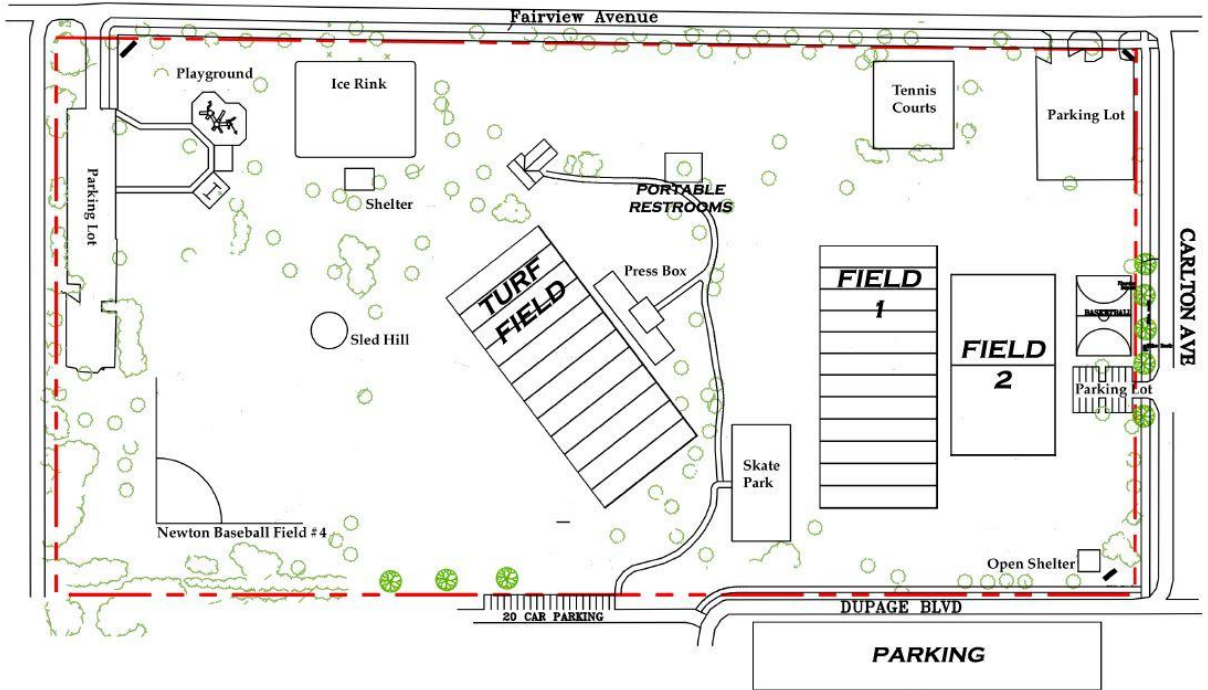 Fairview Avenue
Playground
Ice Rink
Tennis
Courts
Parking Lot
Parking Lot
Shelter
PORTABLE
RESTROOMS
CARLTON AVE
TURF
FIELD
Press Box
FIELD
1
BASKETBALL
Sled Hill
FIELD
2
Parking Lot
Skate
Park
Newton Baseball Field #4
Open Shelter
20 CAR PARKING
DUPAGE BLVD
PARKING